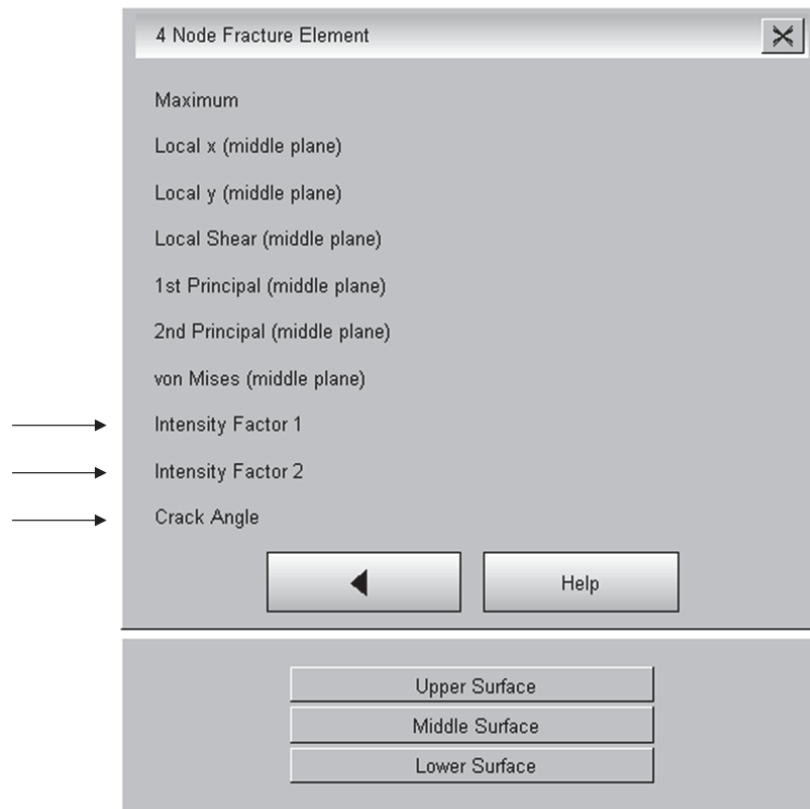 4 Node Fracture Element
Maximum
Local x (middle plane)
Local y (middle plane)
Local Shear (middle plane)
1st Principal (middle plane)
2nd Principal (middle plane)
von Mises (middle plane)
Intensity Factor 1
Intensity Factor 2
Crack Angle
Help
Upper Surface
Middle Surface
Lower Surface